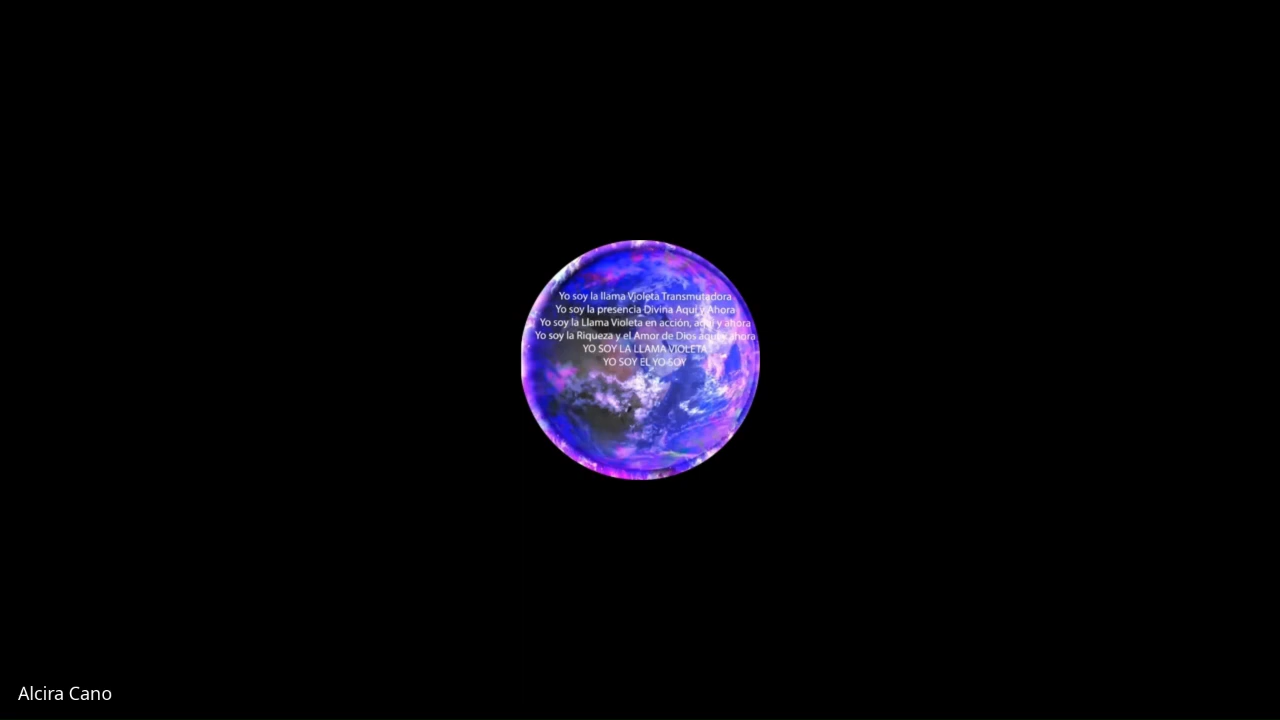 Yo soy la llama Violeta Transmutadora
Yo soy la presencia Divina Aquí y Ahora
Yo soy la Llama Violeta en acción, aquí y ahora
Yo soy la Riqueza y el Amor de Dios aquí y ahora
YO SOY LA LLAMA VIOLETA
YO SOY EL YO SOY
Alcira Cano